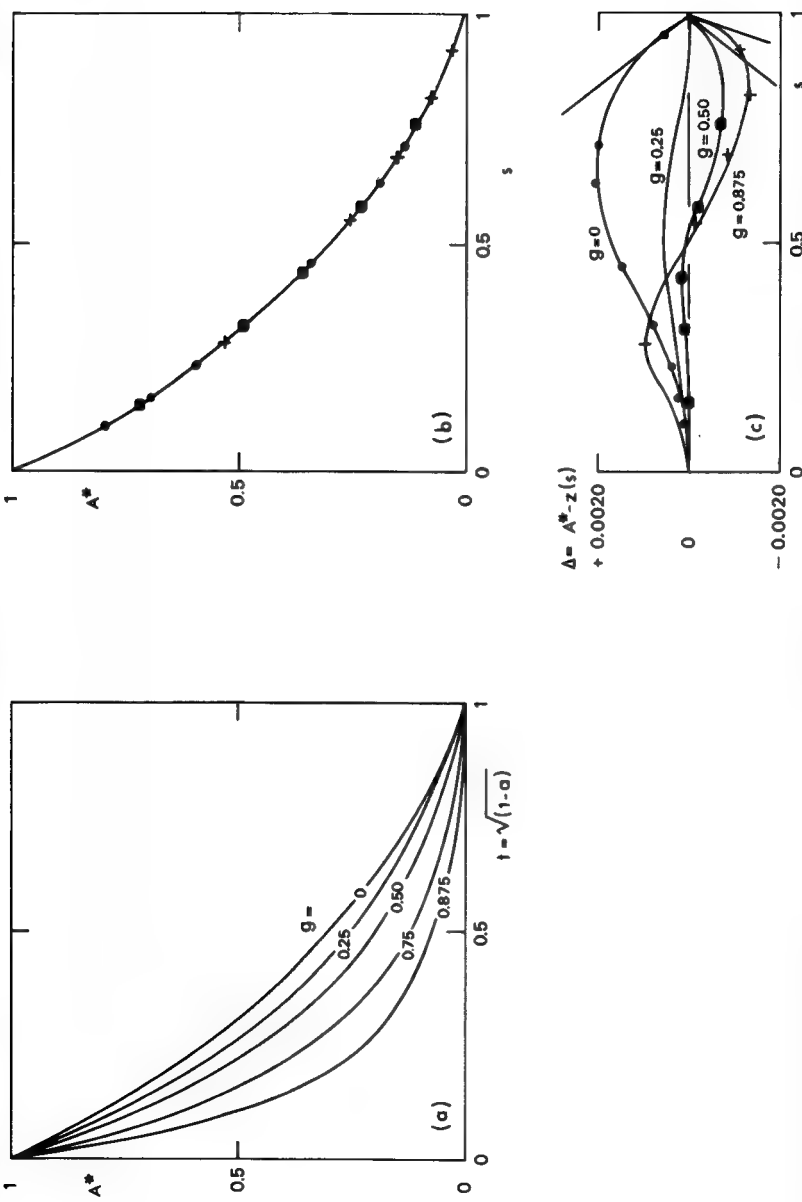 1
A*
0.5
0
g =
0
0.25
0.50
0.75
0.875
(a)
0
0.5
1
t = √(1-a)
1
A*
0.5
0
(b)
0
0.5
1
s
Δ = A*-z(s)
+ 0.0020
0
- 0.0020
g=0
g=0.25
g=0.50
g=0.875
(c)
0
0.5
1
s